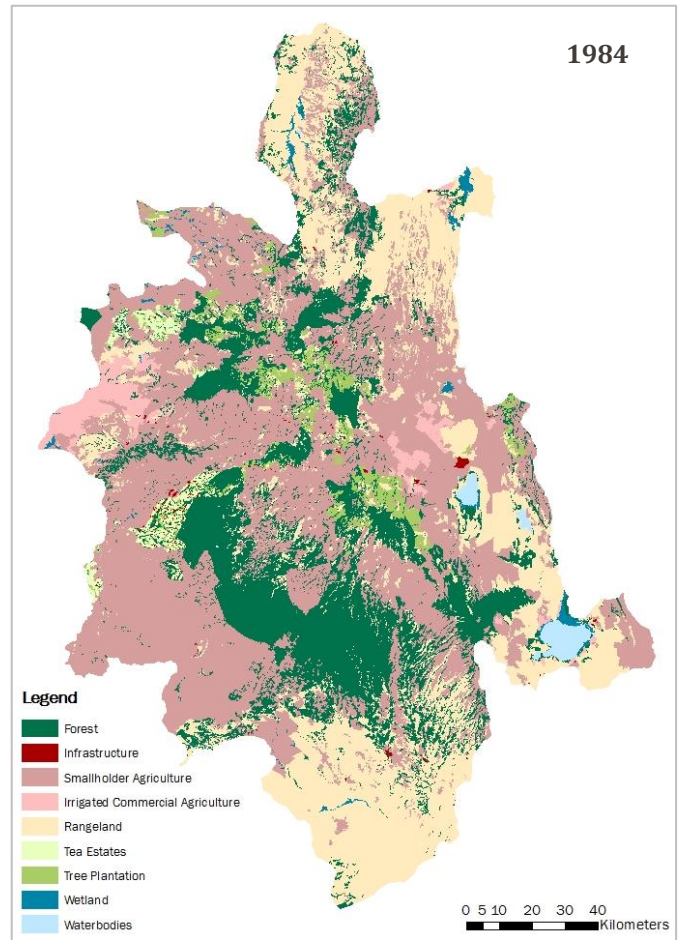 1984
Legend
Forest
Infrastructure
Smallholder Agriculture
Irrigated Commercial Agriculture
Rangeland
Tea Estates
Tree Plantation
Wetland
Waterbodies
0 5 10 20 30 40
Kilometers